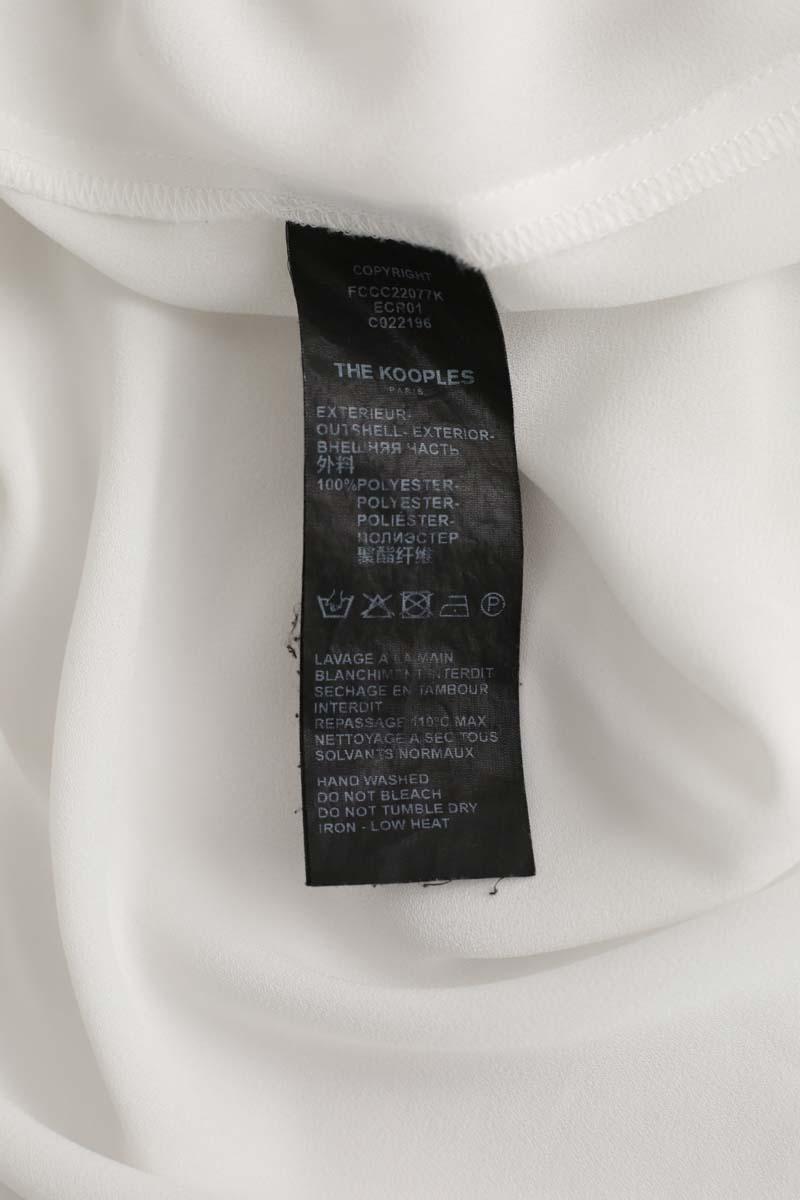 COPYRIGHT
FCCC22077K
ECR01
C022196
THE KOOPLES
PARIS
EXTERIEUR-
OUTSHELL- EXTERIOR-
ВНЕШНЯЯ ЧАСТЬ
外料
100%POLYESTER-
POLYESTER-
POLIÉSTER-
ПОЛИЭСТЕР
聚酯纤维
P
LAVAGE A LA MAIN
BLANCHIMENT INTERDIT
SECHAGE EN TAMBOUR
INTERDIT
REPASSAGE 110°C MAX
NETTOYAGE A SEC TOUS
SOLVANTS NORMAUX
HAND WASHED
DO NOT BLEACH
DO NOT TUMBLE DRY
IRON - LOW HEAT